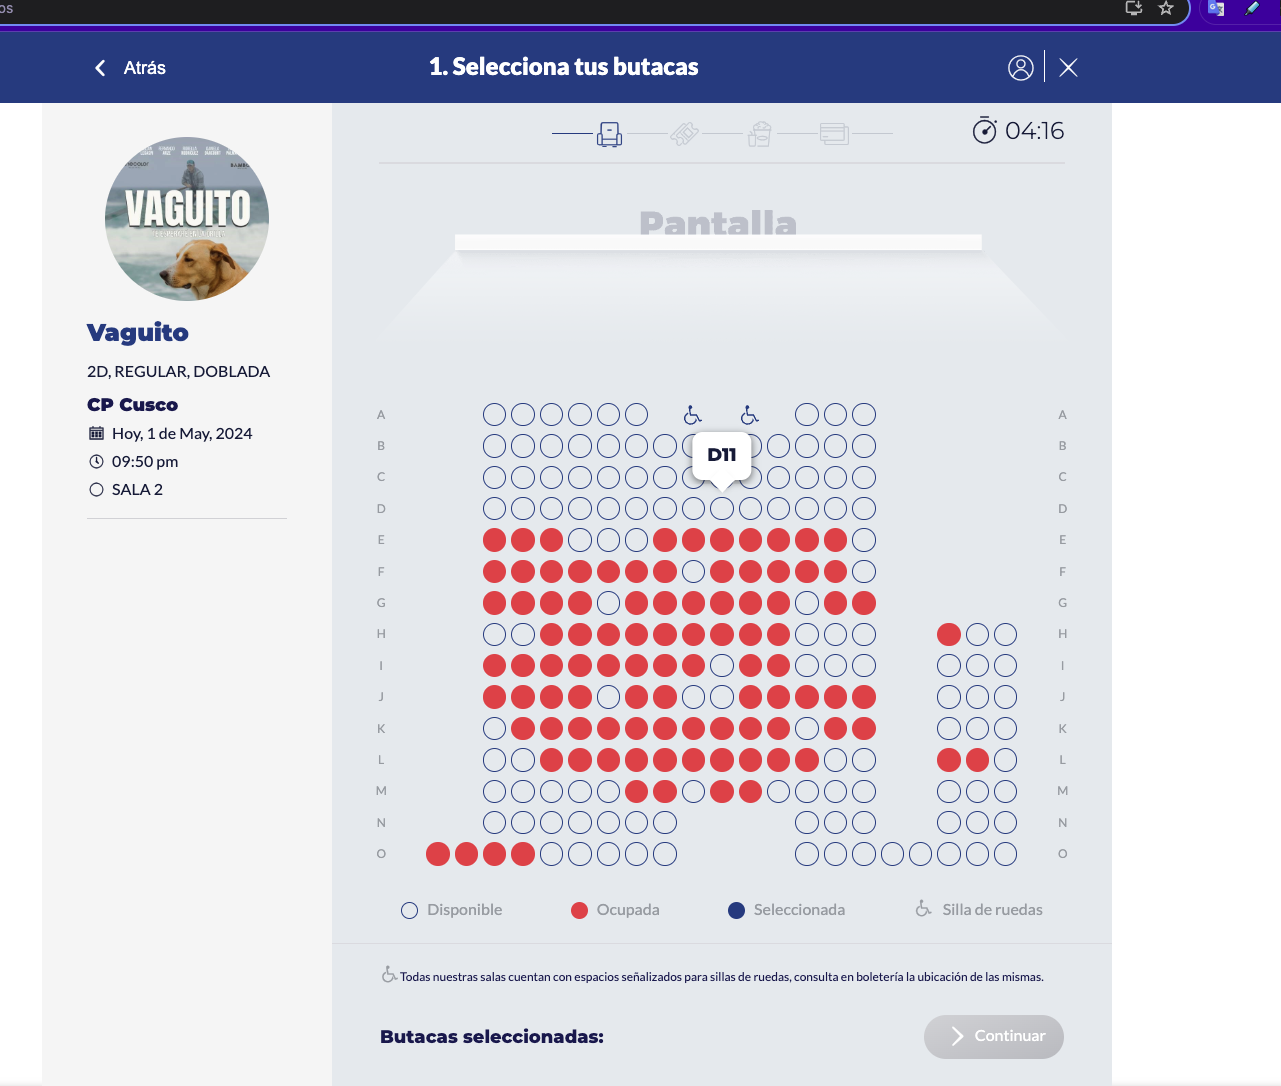 os
Atrás
1. Selecciona tus butacas
04:16
VAGUITO
Pantalla
Vaguito
2D, REGULAR, DOBLADA
CP Cusco
Hoy, 1 de May, 2024
09:50 pm
SALA 2
A A
B B
D11
C C
D D
E E
F F
G G
H H
I I
J J
K K
L L
M M
N N
O O
Disponible Ocupada Seleccionada Silla de ruedas
Todas nuestras salas cuentan con espacios señalizados para sillas de ruedas, consulta en boletería la ubicación de las mismas.
Butacas seleccionadas:
Continuar